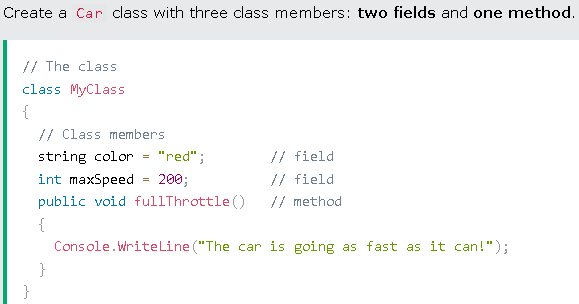 Create a Car class with three class members: two fields and one method.
// The class
class MyClass
{
  // Class members
  string color = "red";        // field
  int maxSpeed = 200;          // field
  public void fullThrottle()   // method
  {
    Console.WriteLine("The car is going as fast as it can!");
  }
}